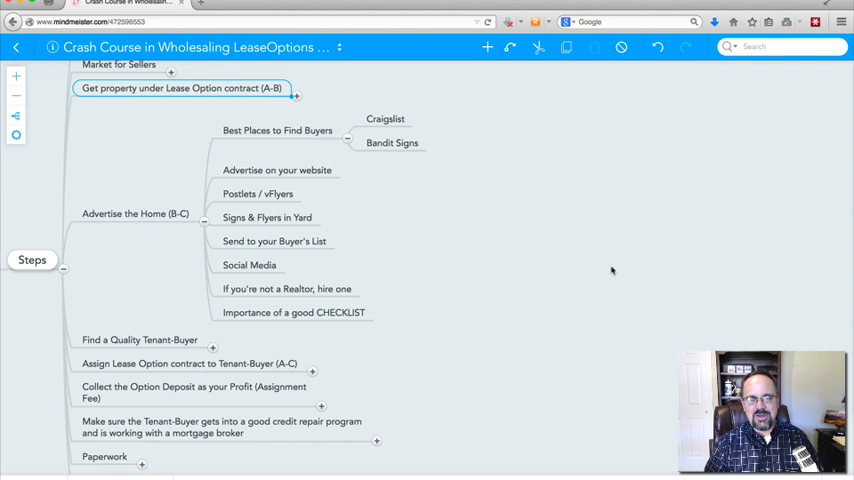 Crash Course in Wholesaling
www.mindmeister.com/472596553
Google
Crash Course in Wholesaling LeaseOptions ...
Search
Market for Sellers
Get property under Lease Option contract (A-B)
Craigslist
Best Places to Find Buyers
Bandit Signs
Advertise on your website
Postlets / vFlyers
Advertise the Home (B-C)
Signs & Flyers in Yard
Send to your Buyer's List
Steps
Social Media
If you're not a Realtor, hire one
Importance of a good CHECKLIST
Find a Quality Tenant-Buyer
Assign Lease Option contract to Tenant-Buyer (A-C)
Collect the Option Deposit as your Profit (Assignment
Fee)
Make sure the Tenant-Buyer gets into a good credit repair program
and is working with a mortgage broker
Paperwork